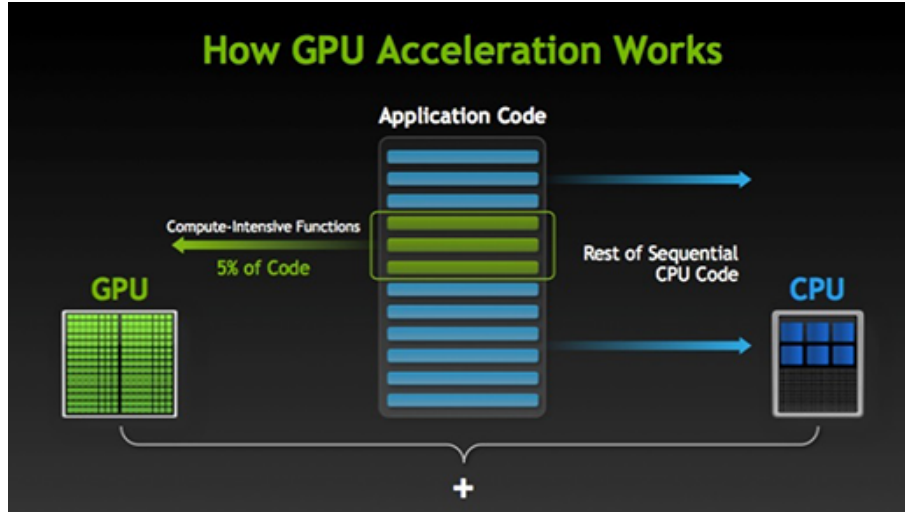 How GPU Acceleration Works
Application Code
Compute-Intensive Functions
5% of Code
Rest of Sequential
CPU Code
GPU
CPU
+